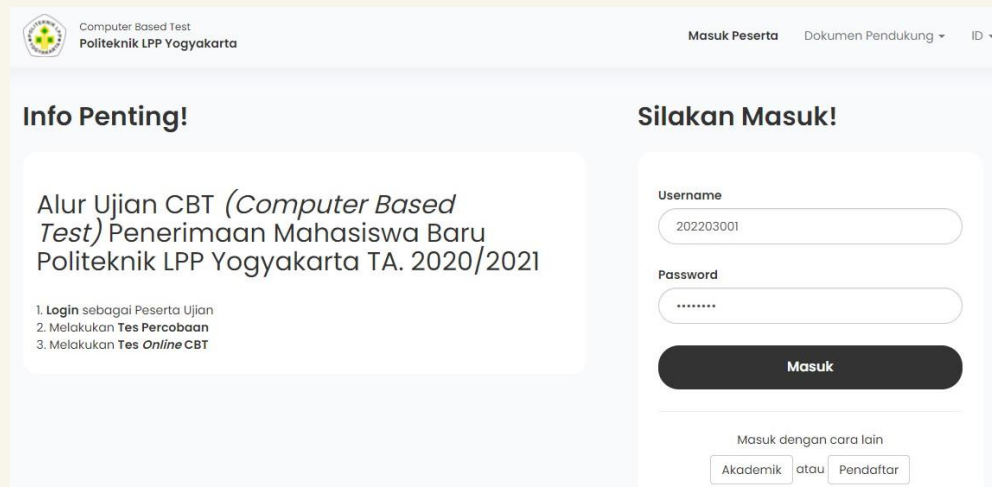 Computer Based Test
Politeknik LPP Yogyakarta
Masuk Peserta
Dokumen Pendukung
ID
Info Penting!
Alur Ujian CBT (Computer Based
Test) Penerimaan Mahasiswa Baru
Politeknik LPP Yogyakarta TA. 2020/2021
1. Login sebagai Peserta Ujian
2. Melakukan Tes Percobaan
3. Melakukan Tes Online CBT
Silakan Masuk!
Username
202203001
Password
••••••••
Masuk
Masuk dengan cara lain
Akademik atau Pendaftar